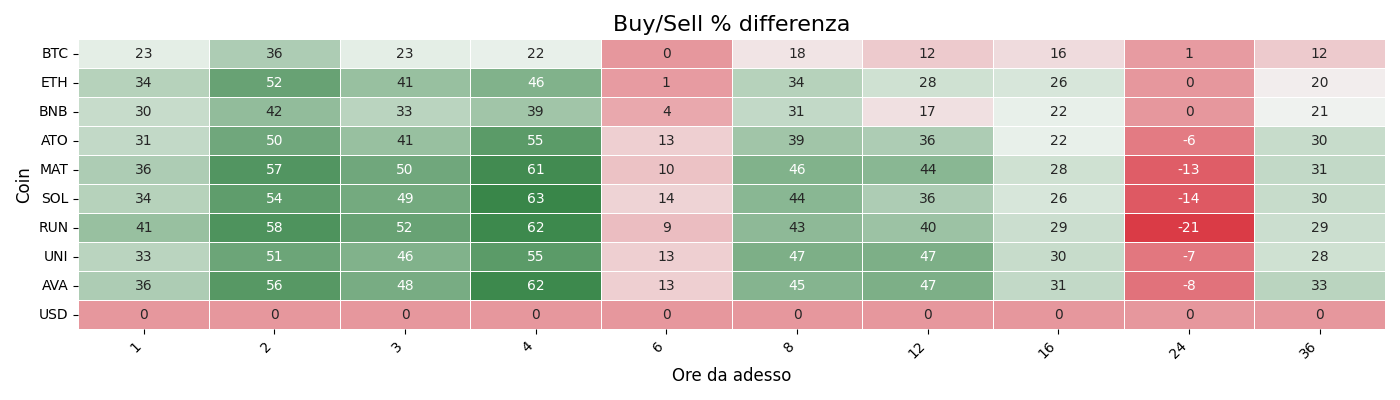 Buy/Sell % differenza
Coin
BTC 23 36 23 22 0 18 12 16 1 12
ETH 34 52 41 46 1 34 28 26 0 20
BNB 30 42 33 39 4 31 17 22 0 21
ATO 31 50 41 55 13 39 36 22 -6 30
MAT 36 57 50 61 10 46 44 28 -13 31
SOL 34 54 49 63 14 44 36 26 -14 30
RUN 41 58 52 62 9 43 40 29 -21 29
UNI 33 51 46 55 13 47 47 30 -7 28
AVA 36 56 48 62 13 45 47 31 -8 33
USD 0 0 0 0 0 0 0 0 0 0
1 2 3 4 6 8 12 16 24 36
Ore da adesso